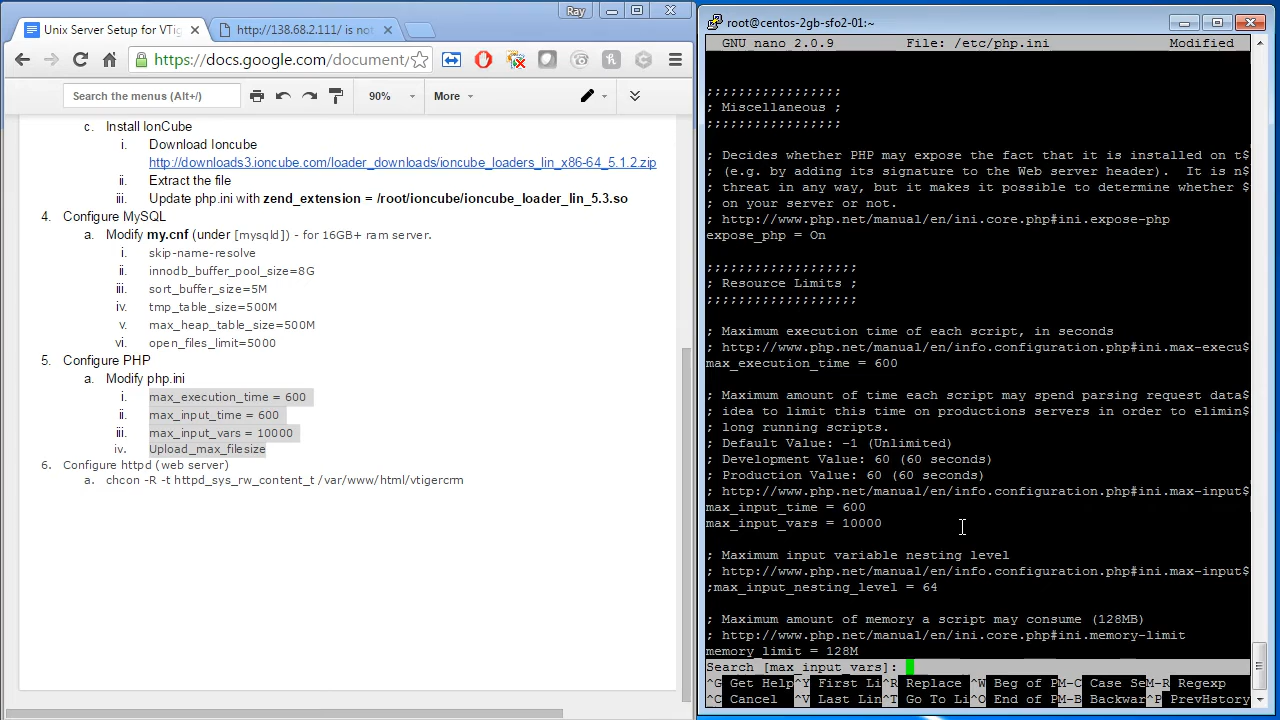 Ray
Unix Server Setup for VTig
http://138.68.2.111/ is not
https://docs.google.com/document/
Search the menus (Alt+/)
90%
More
c. Install IonCube
i. Download Ioncube
http://downloads3.ioncube.com/loader_downloads/ioncube_loaders_lin_x86-64_5.1.2.zip
ii. Extract the file
iii. Update php.ini with zend_extension = /root/ioncube/ioncube_loader_lin_5.3.so
4. Configure MySQL
a. Modify my.cnf (under [mysqld]) - for 16GB+ ram server.
i. skip-name-resolve
ii. innodb_buffer_pool_size=8G
iii. sort_buffer_size=5M
iv. tmp_table_size=500M
v. max_heap_table_size=500M
vi. open_files_limit=5000
5. Configure PHP
a. Modify php.ini
i. max_execution_time = 600
ii. max_input_time = 600
iii. max_input_vars = 10000
iv. Upload_max_filesize
6. Configure httpd (web server)
a. chcon -R -t httpd_sys_rw_content_t /var/www/html/vtigercrm
root@centos-2gb-sfo2-01:~
GNU nano 2.0.9 File: /etc/php.ini Modified
;;;;;;;;;;;;;;;;;
; Miscellaneous ;
;;;;;;;;;;;;;;;;;
; Decides whether PHP may expose the fact that it is installed on t$
; (e.g. by adding its signature to the Web server header). It is n$
; threat in any way, but it makes it possible to determine whether $
; on your server or not.
; http://www.php.net/manual/en/ini.core.php#ini.expose-php
expose_php = On
;;;;;;;;;;;;;;;;;;;
; Resource Limits ;
;;;;;;;;;;;;;;;;;;;
; Maximum execution time of each script, in seconds
; http://www.php.net/manual/en/info.configuration.php#ini.max-execu$
max_execution_time = 600
; Maximum amount of time each script may spend parsing request data$
; idea to limit this time on productions servers in order to elimin$
; long running scripts.
; Default Value: -1 (Unlimited)
; Development Value: 60 (60 seconds)
; Production Value: 60 (60 seconds)
; http://www.php.net/manual/en/info.configuration.php#ini.max-input$
max_input_time = 600
max_input_vars = 10000
; Maximum input variable nesting level
; http://www.php.net/manual/en/info.configuration.php#ini.max-input$
;max_input_nesting_level = 64
; Maximum amount of memory a script may consume (128MB)
; http://www.php.net/manual/en/ini.core.php#ini.memory-limit
memory_limit = 128M
Search [max_input_vars]:
^G Get Help^Y First Li^R Replace ^W Beg of PM-C Case SeM-R Regexp
^C Cancel ^V Last Lin^T Go To Li^O End of PM-B Backwar^P PrevHstory